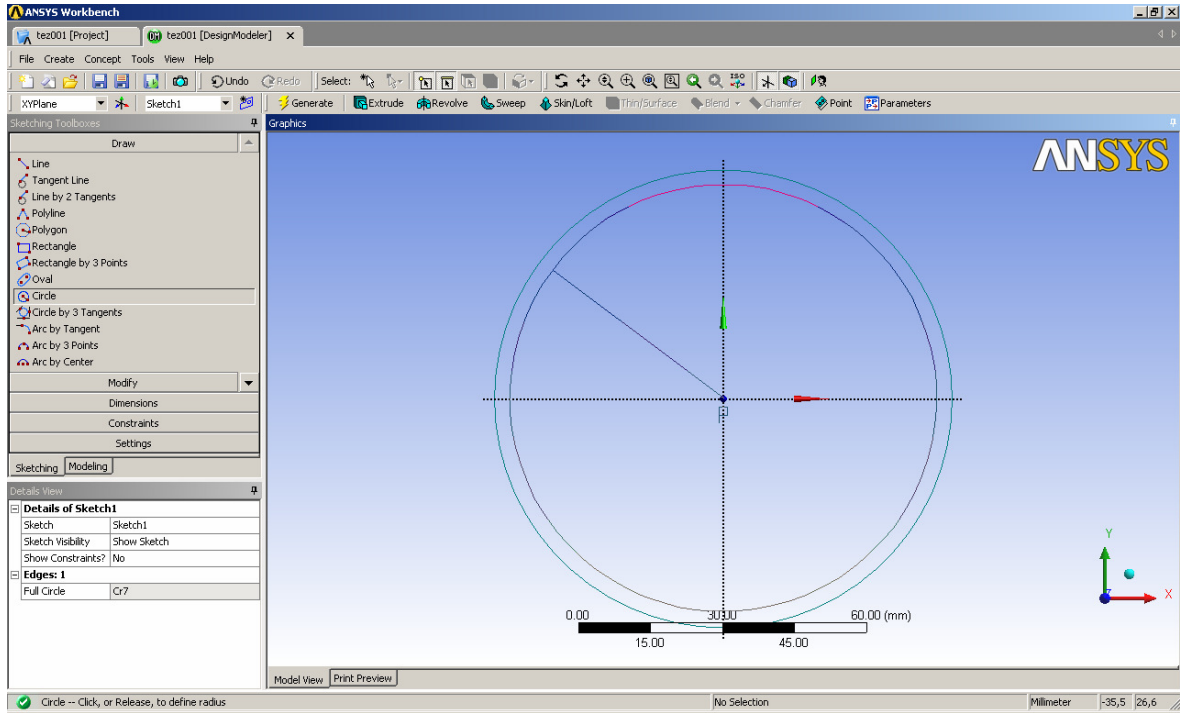 ANSYS Workbench
tez001 [Project] tez001 [DesignModeler] ×
File Create Concept Tools View Help
Undo Redo Select: ISO
XYPlane Sketch1 Generate Extrude Revolve Sweep Skin/Loft Thin/Surface Blend Chamfer Point Parameters
Sketching Toolboxes
Graphics
Draw
Line
Tangent Line
Line by 2 Tangents
Polyline
Polygon
Rectangle
Rectangle by 3 Points
Oval
Circle
Circle by 3 Tangents
Arc by Tangent
Arc by 3 Points
Arc by Center
Modify
Dimensions
Constraints
Settings
Sketching Modeling
Details View
Details of Sketch1
Sketch Sketch1
Sketch Visibility Show Sketch
Show Constraints? No
Edges: 1
Full Circle Cr7
ANSYS
P
Y
X
0.00 30.00 60.00 (mm)
15.00 45.00
Model View Print Preview
Circle -- Click, or Release, to define radius No Selection Milimeter -35,5 26,6